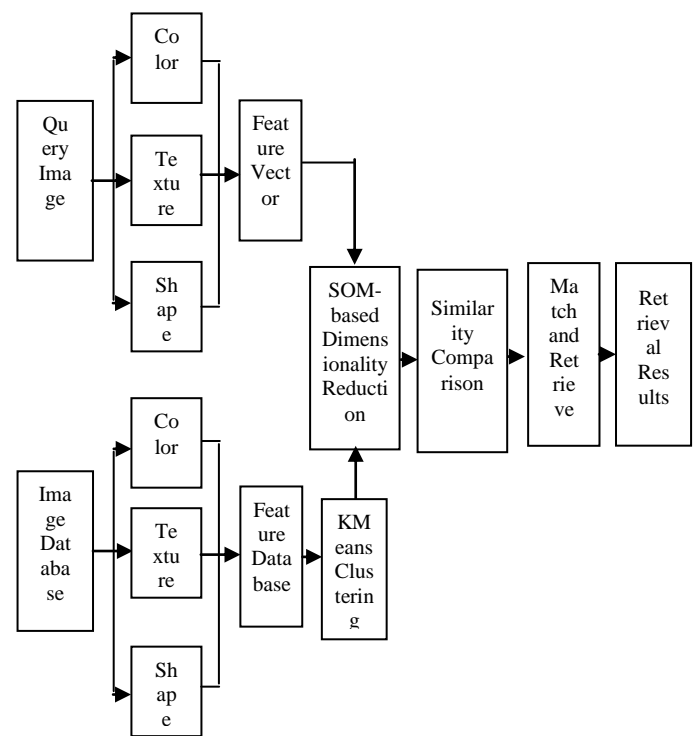 Co
lor
Qu
ery
Ima
ge
Te
xtu
re
Sh
ap
e
Feat
ure
Vect
or
SOM-
based
Dimens
ionality
Reducti
on
Similar
ity
Compa
rison
Ma
tch
and
Ret
rie
ve
Ret
riev
al
Res
ults
Co
lor
Ima
ge
Dat
aba
se
Te
xtu
re
Sh
ap
e
Feat
ure
Data
base
KM
eans
Clus
terin
g